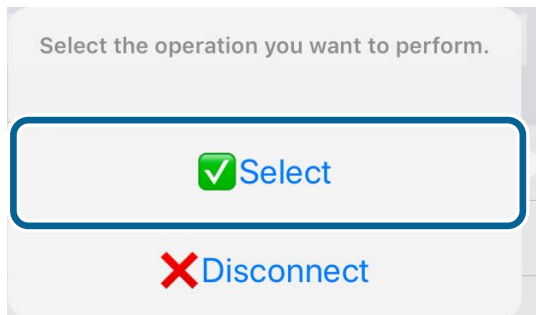 Select the operation you want to perform.
✅Select
❌Disconnect